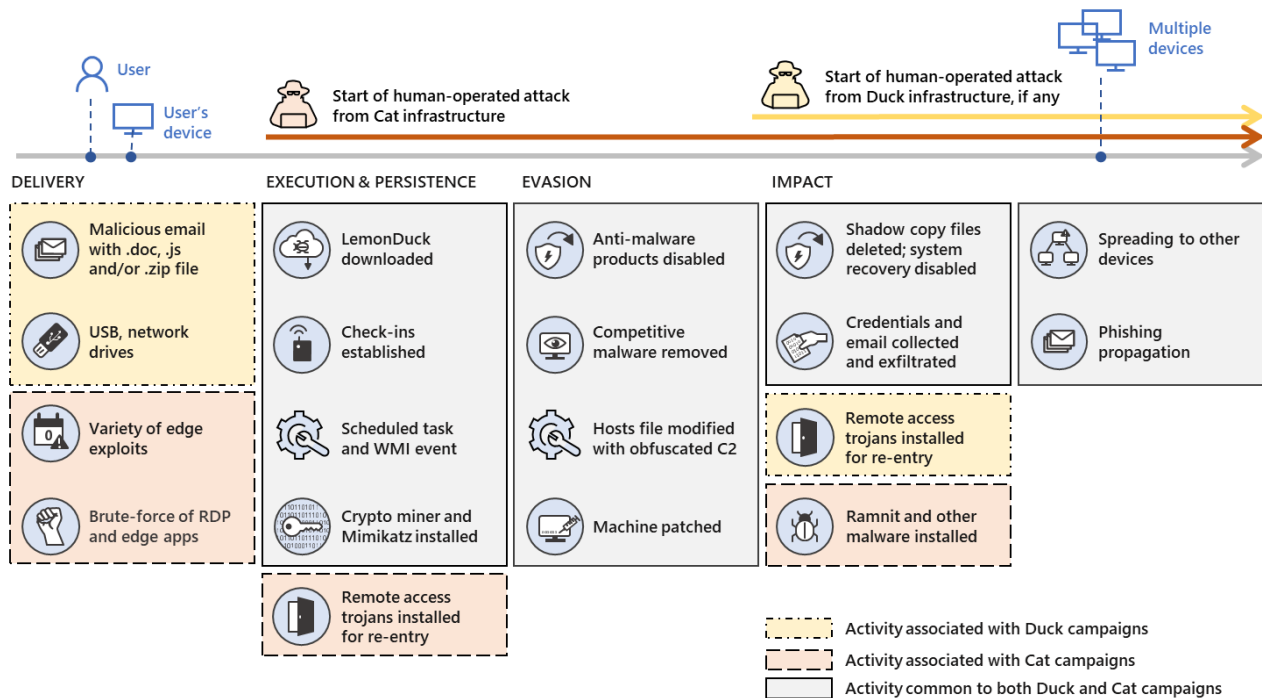 User
User's
device
Start of human-operated attack
from Cat infrastructure
Start of human-operated attack
from Duck infrastructure, if any
Multiple
devices
DELIVERY
Malicious email
with .doc, .js
and/or .zip file
USB, network
drives
0
Variety of edge
exploits
Brute-force of RDP
and edge apps
EXECUTION & PERSISTENCE
LemonDuck
downloaded
Check-ins
established
Scheduled task
and WMI event
Crypto miner and
Mimikatz installed
Remote access
trojans installed
for re-entry
EVASION
Anti-malware
products disabled
Competitive
malware removed
Hosts file modified
with obfuscated C2
Machine patched
IMPACT
Shadow copy files
deleted; system
recovery disabled
Credentials and
email collected
and exfiltrated
Remote access
trojans installed
for re-entry
Ramnit and other
malware installed
Spreading to other
devices
Phishing
propagation
Activity associated with Duck campaigns
Activity associated with Cat campaigns
Activity common to both Duck and Cat campaigns